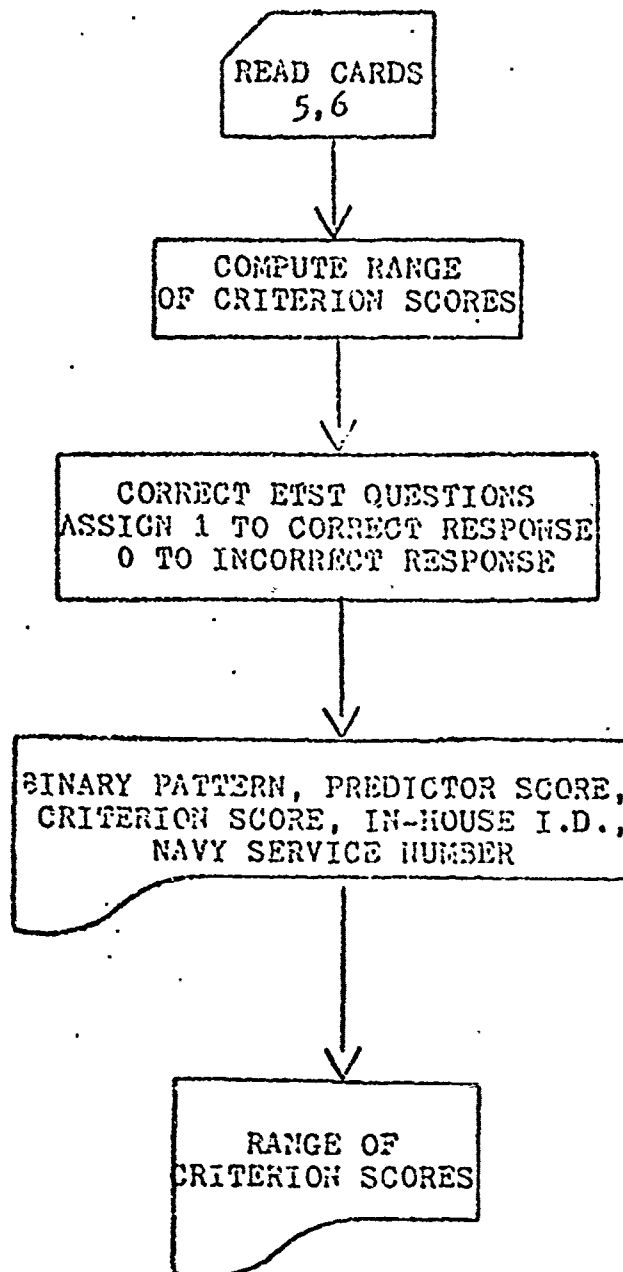 READ CARDS
5,6
COMPUTE RANGE
OF CRITERION SCORES
CORRECT ETST QUESTIONS
ASSIGN 1 TO CORRECT RESPONSE
0 TO INCORRECT RESPONSE
BINARY PATTERN, PREDICTOR SCORE,
CRITERION SCORE, IN-HOUSE I.D.,
NAVY SERVICE NUMBER
RANGE OF
CRITERION SCORES